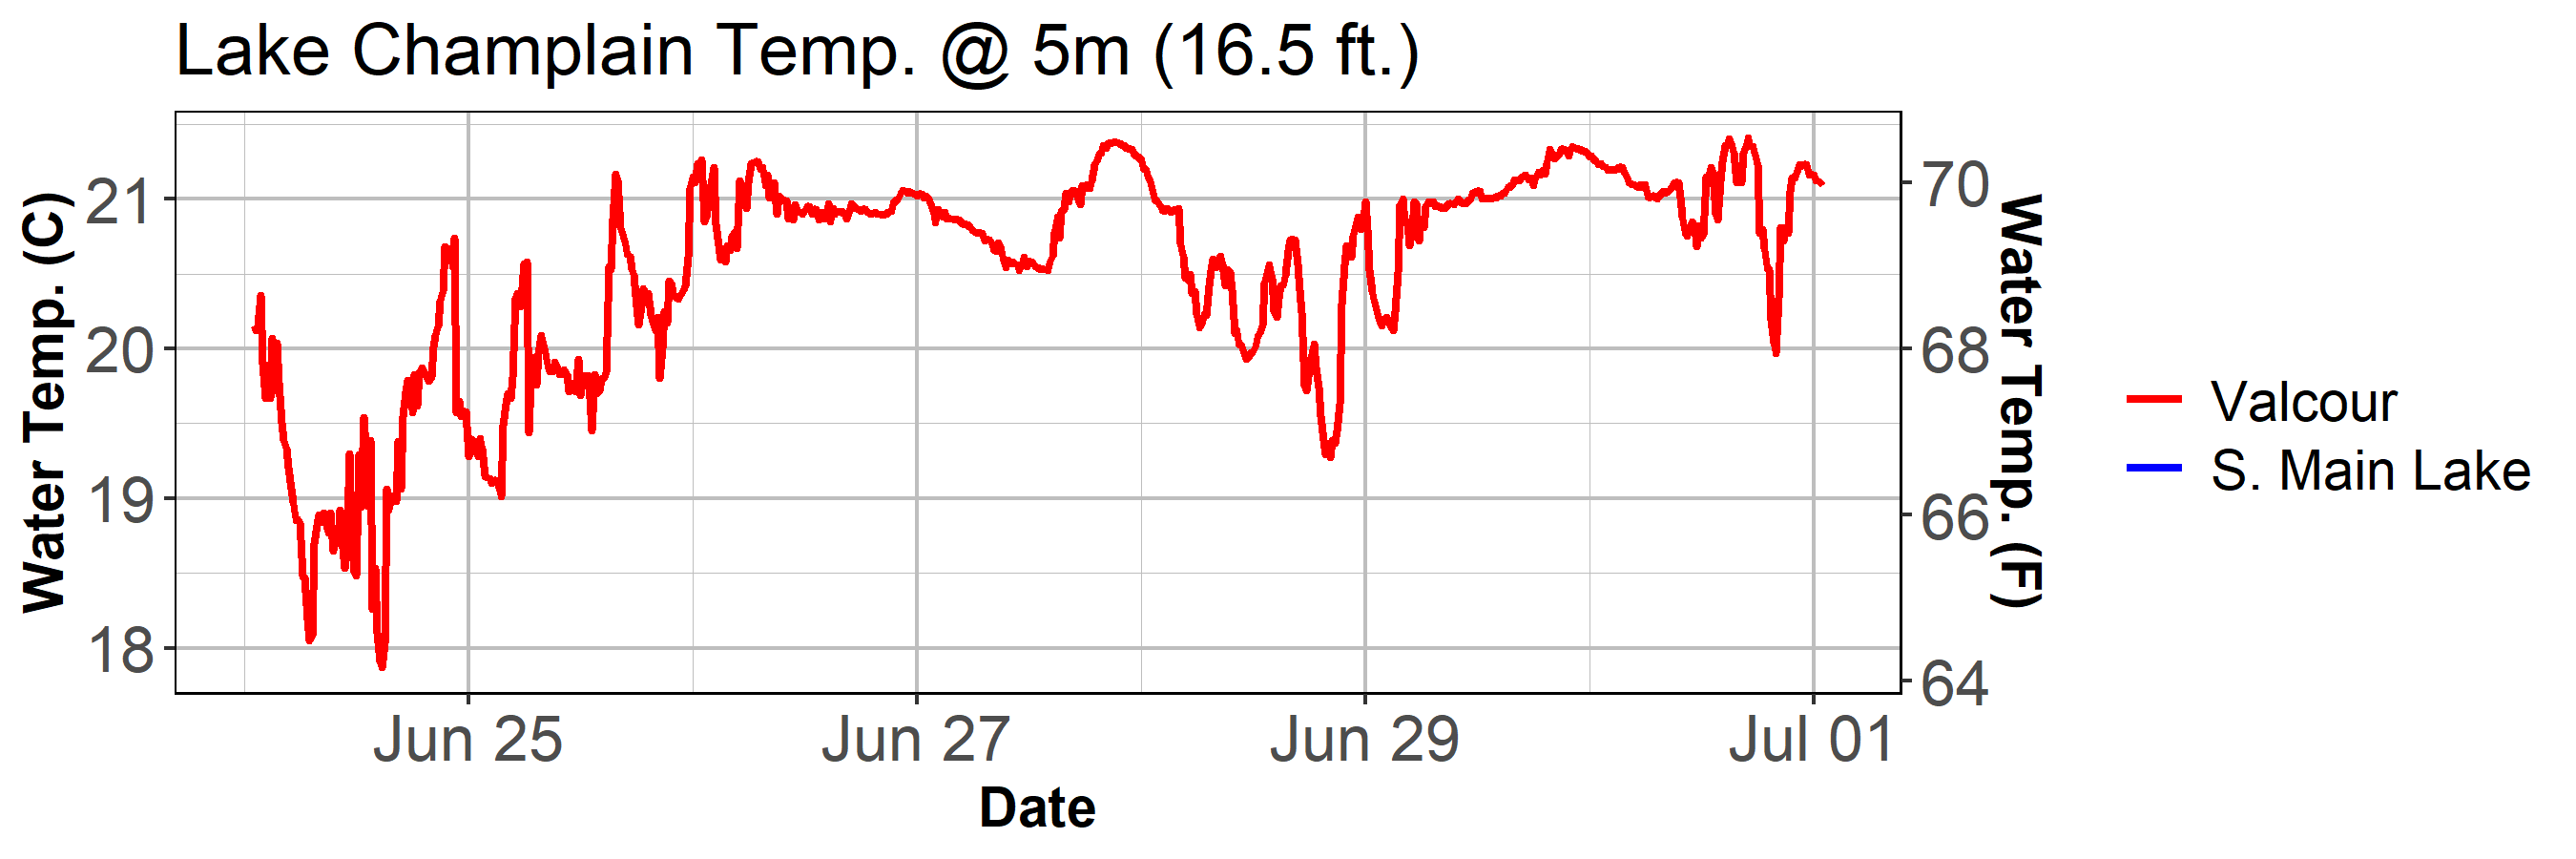 Lake Champlain Temp. @ 5m (16.5 ft.)
Water Temp. (C)
21
20
19
18
70
68
66
64
Water Temp. (F)
Jun 25
Jun 27
Jun 29
Jul 01
Date
Valcour
S. Main Lake